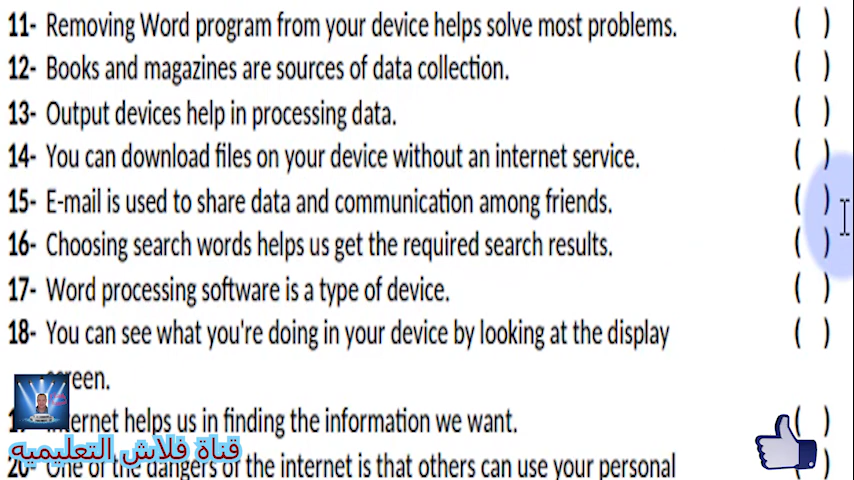 11- Removing Word program from your device helps solve most problems. ( )
12- Books and magazines are sources of data collection. ( )
13- Output devices help in processing data. ( )
14- You can download files on your device without an internet service. ( )
15- E-mail is used to share data and communication among friends. ( )
16- Choosing search words helps us get the required search results. ( )
17- Word processing software is a type of device. ( )
18- You can see what you're doing in your device by looking at the display ( )
screen.
19- Internet helps us in finding the information we want. ( )
قناة فلاش التعليميه
20- One of the dangers of the internet is that others can use your personal ( )